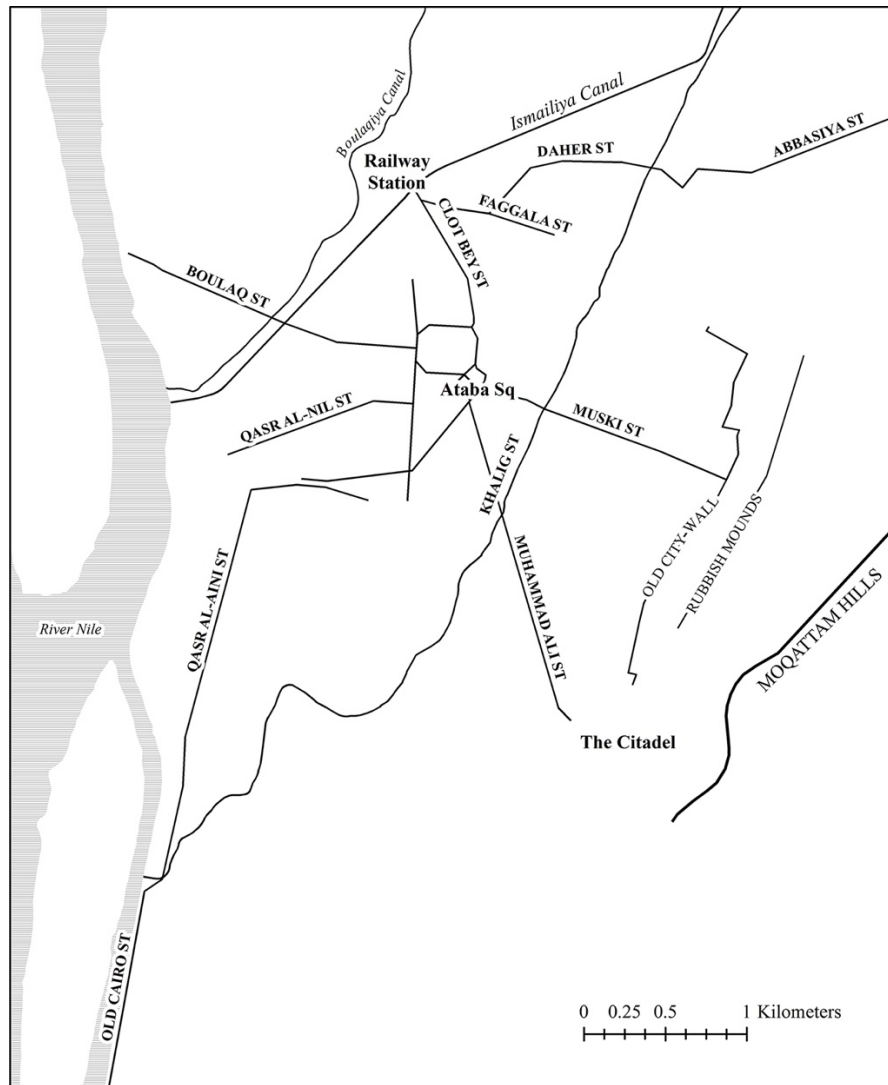 Boulaqiya Canal
Ismailiya Canal
ABBASIYA ST
DAHER ST
Railway
Station
FAGGALA ST
CLOT BEY ST
BOULAQ ST
Ataba Sq
QASR AL-NIL ST
MUSKI ST
KHALIG ST
OLD CITY-WALL
RUBBISH MOUNDS
MUHAMMAD ALI ST
QASR AL-AINI ST
River Nile
MOQATTAM HILLS
The Citadel
OLD CAIRO ST
0 0.25 0.5 1 Kilometers